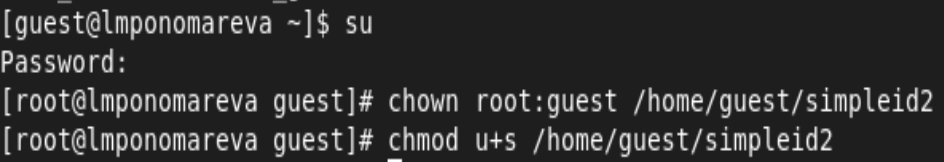 [guest@lmponomareva ~]$ su
Password:
[root@lmponomareva guest]# chown root:guest /home/guest/simpleid2
[root@lmponomareva guest]# chmod u+s /home/guest/simpleid2